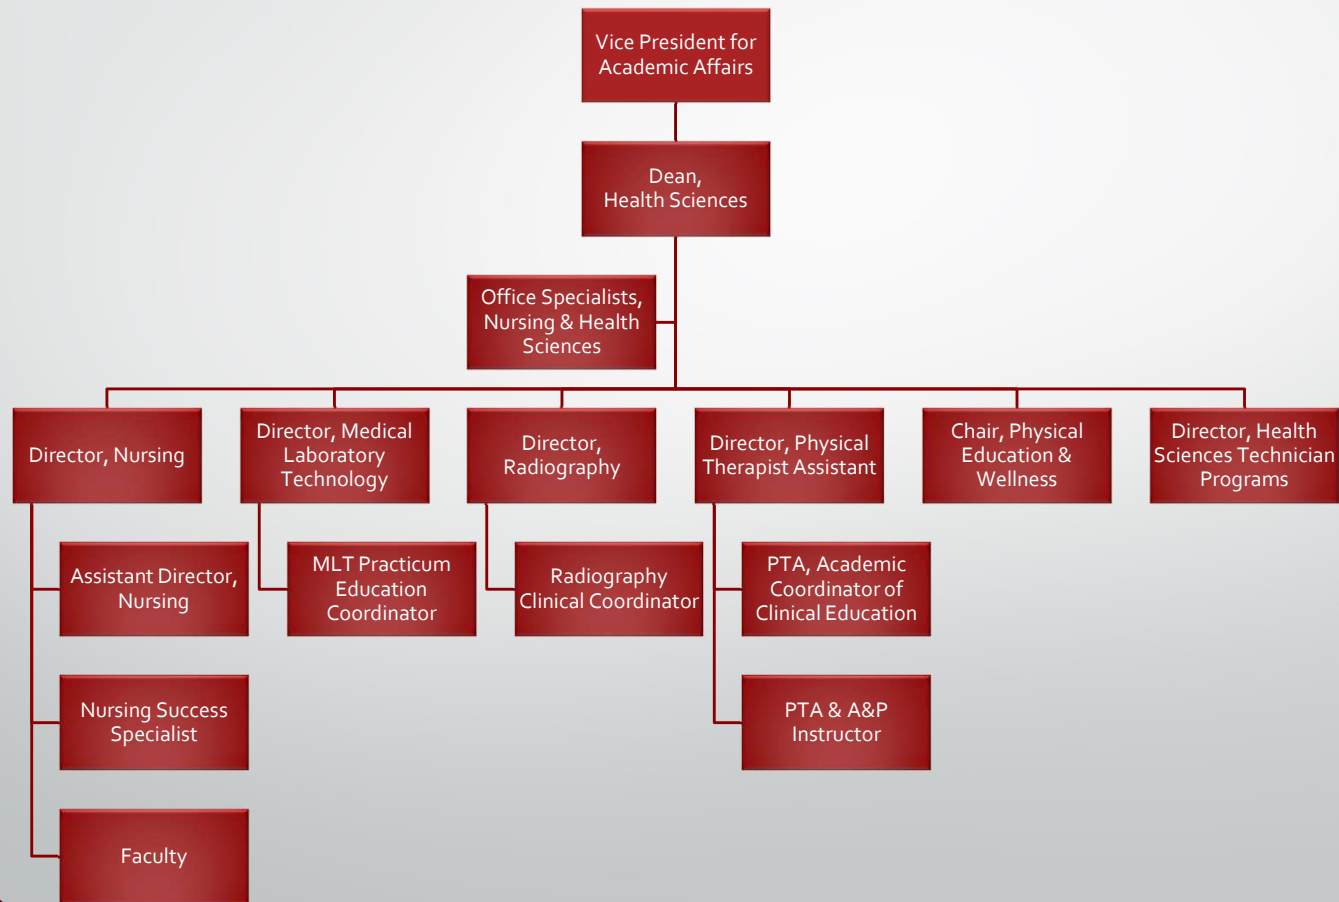 Vice President for
Academic Affairs
Dean,
Health Sciences
Office Specialists,
Nursing & Health
Sciences
Director, Nursing
Director, Medical
Laboratory
Technology
Director,
Radiography
Director, Physical
Therapist Assistant
Chair, Physical
Education &
Wellness
Director, Health
Sciences Technician
Programs
Assistant Director,
Nursing
MLT Practicum
Education
Coordinator
Radiography
Clinical Coordinator
PTA, Academic
Coordinator of
Clinical Education
Nursing Success
Specialist
PTA & A&P
Instructor
Faculty